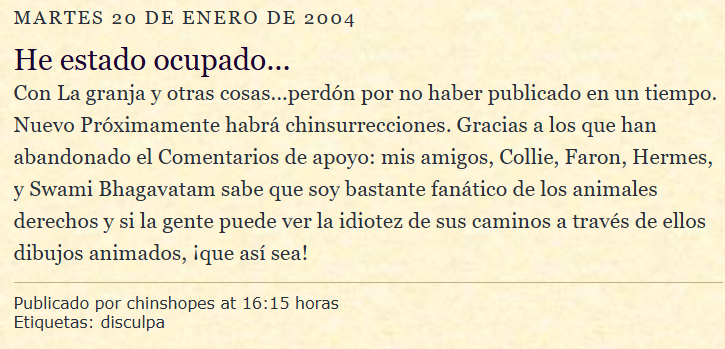 MARTES 20 DE ENERO DE 2004
He estado ocupado...
Con La granja y otras cosas...perdón por no haber publicado en un tiempo.
Nuevo Próximamente habrá chinsurrecciones. Gracias a los que han
abandonado el Comentarios de apoyo: mis amigos, Collie, Faron, Hermes,
y Swami Bhagavatam sabe que soy bastante fanático de los animales
derechos y si la gente puede ver la idiotez de sus caminos a través de ellos
dibujos animados, ¡que así sea!
Publicado por chinshopes at 16:15 horas
Etiquetas: disculpa